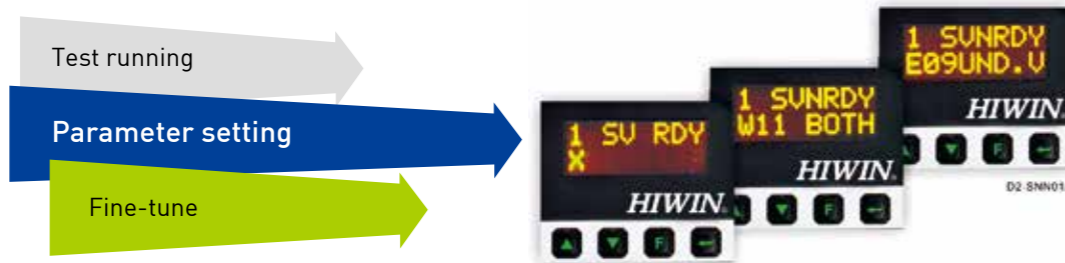 Test running
Parameter setting
Fine-tune
1 SV RDY
X
HIWIN
F
1 SVNRDY
W11 BOTH
HIWIN
F
1 SVNRDY
E09UND.V
HIWIN
F
D2-SNN01